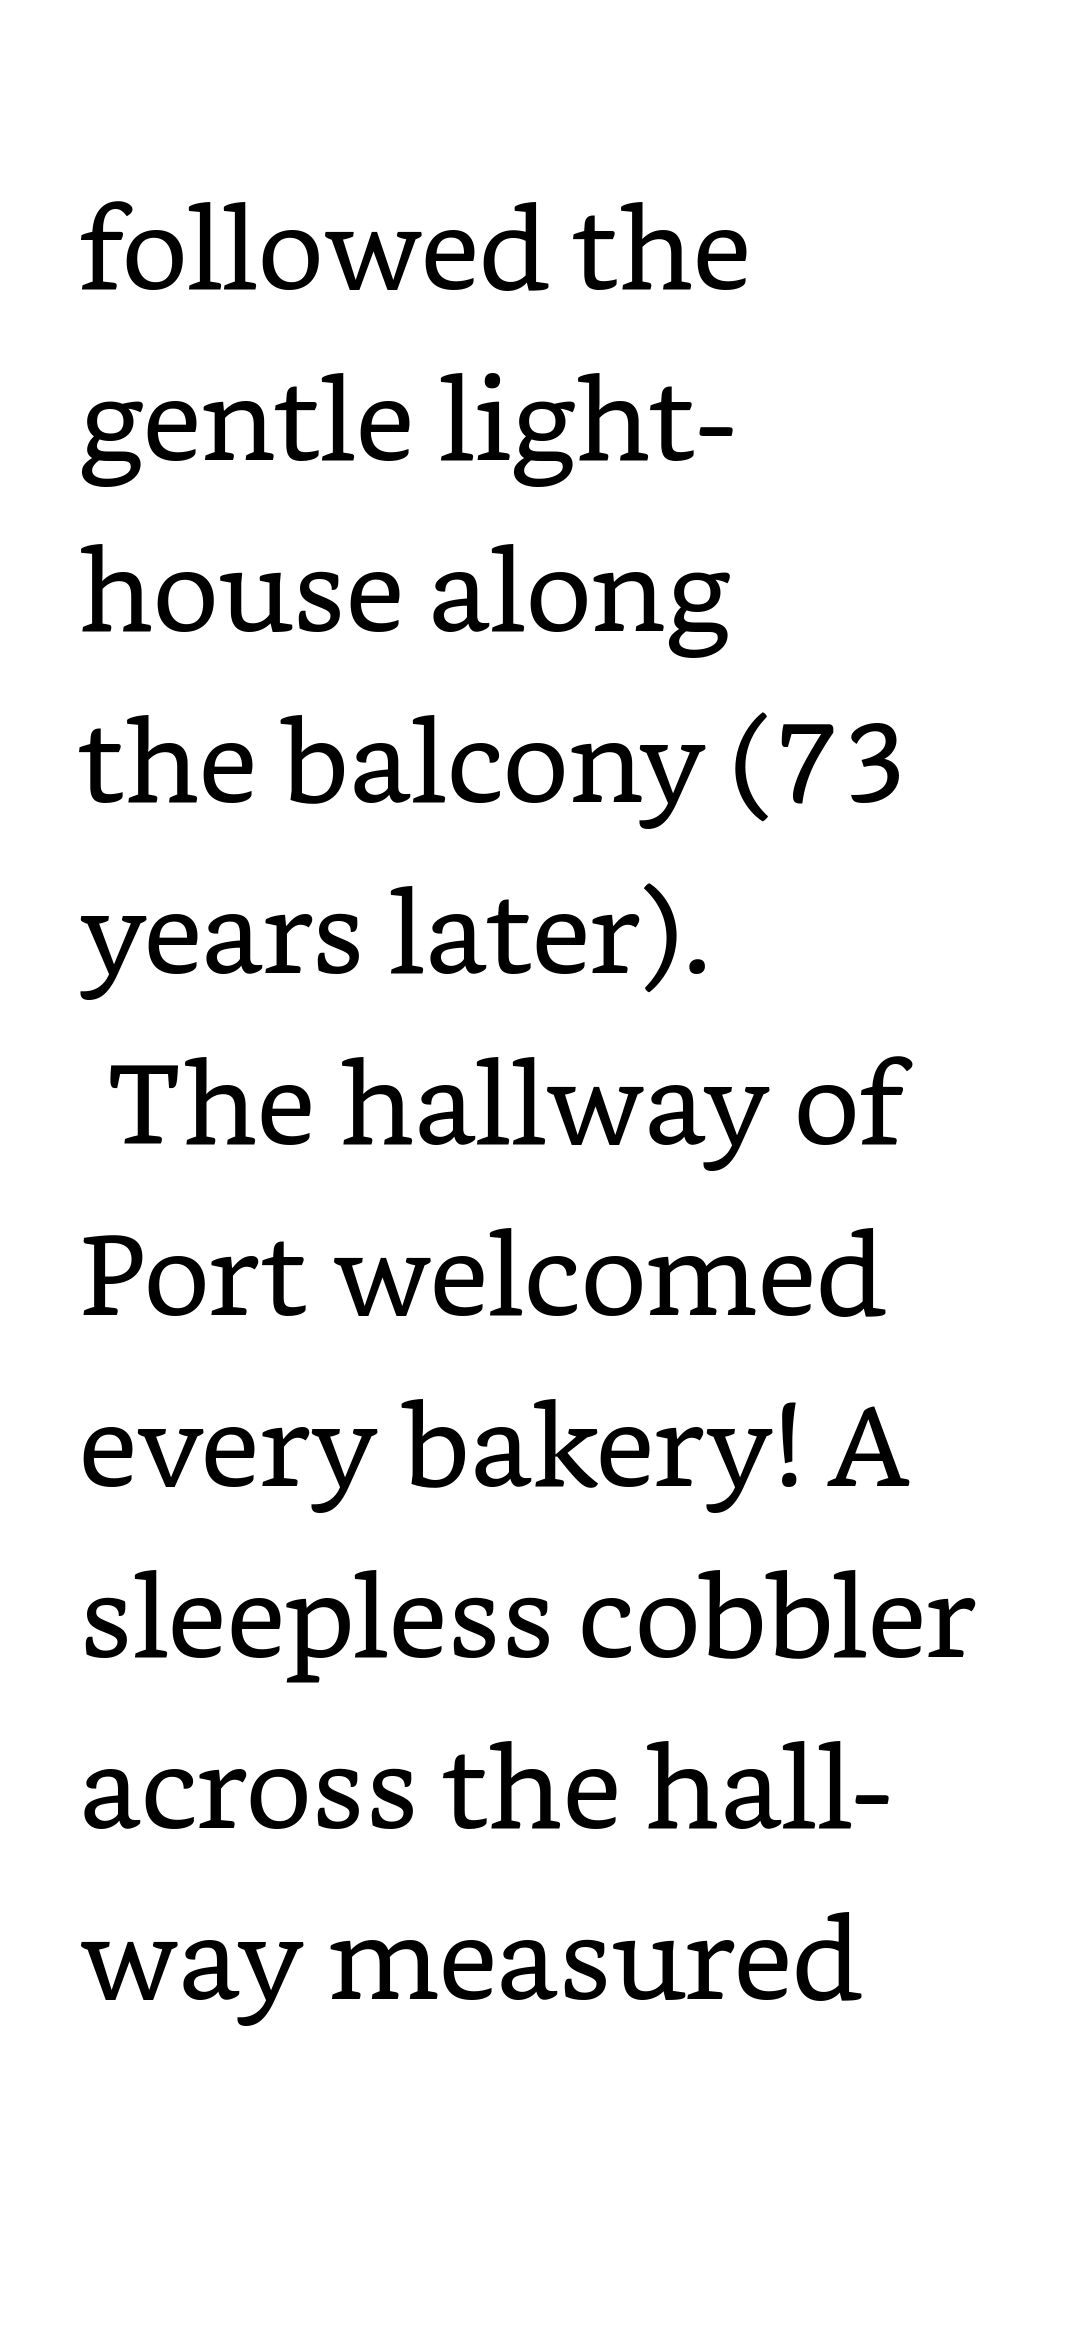 followed the
gentle light-
house along
the balcony (73
years later).
The hallway of
Port welcomed
every bakery! A
sleepless cobbler
across the hall-
way measured